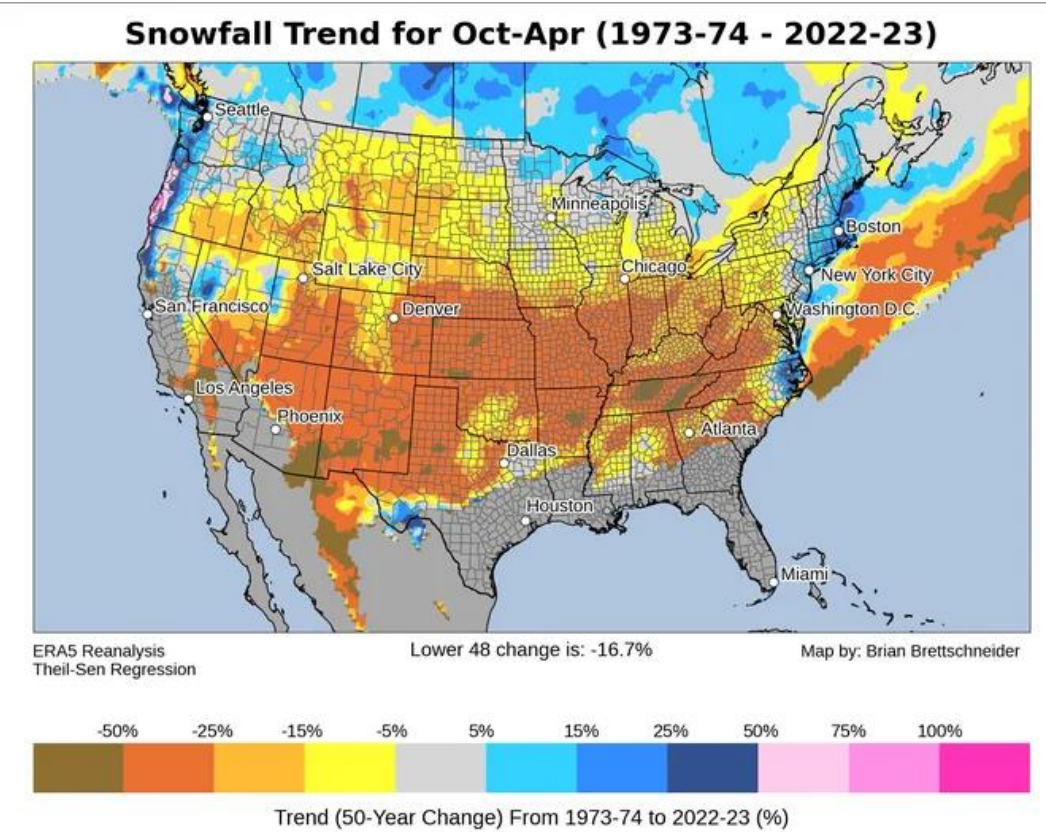 Snowfall Trend for Oct-Apr (1973-74 - 2022-23)
Seattle
Minneapolis
Boston
Salt Lake City
Chicago
New York City
San Francisco
Denver
Washington D.C.
Los Angeles
Phoenix
Atlanta
Dallas
Houston
Miami
ERA5 Reanalysis
Theil-Sen Regression
Lower 48 change is: -16.7%
Map by: Brian Brettschneider
-50% -25% -15% -5% 5% 15% 25% 50% 75% 100%
Trend (50-Year Change) From 1973-74 to 2022-23 (%)